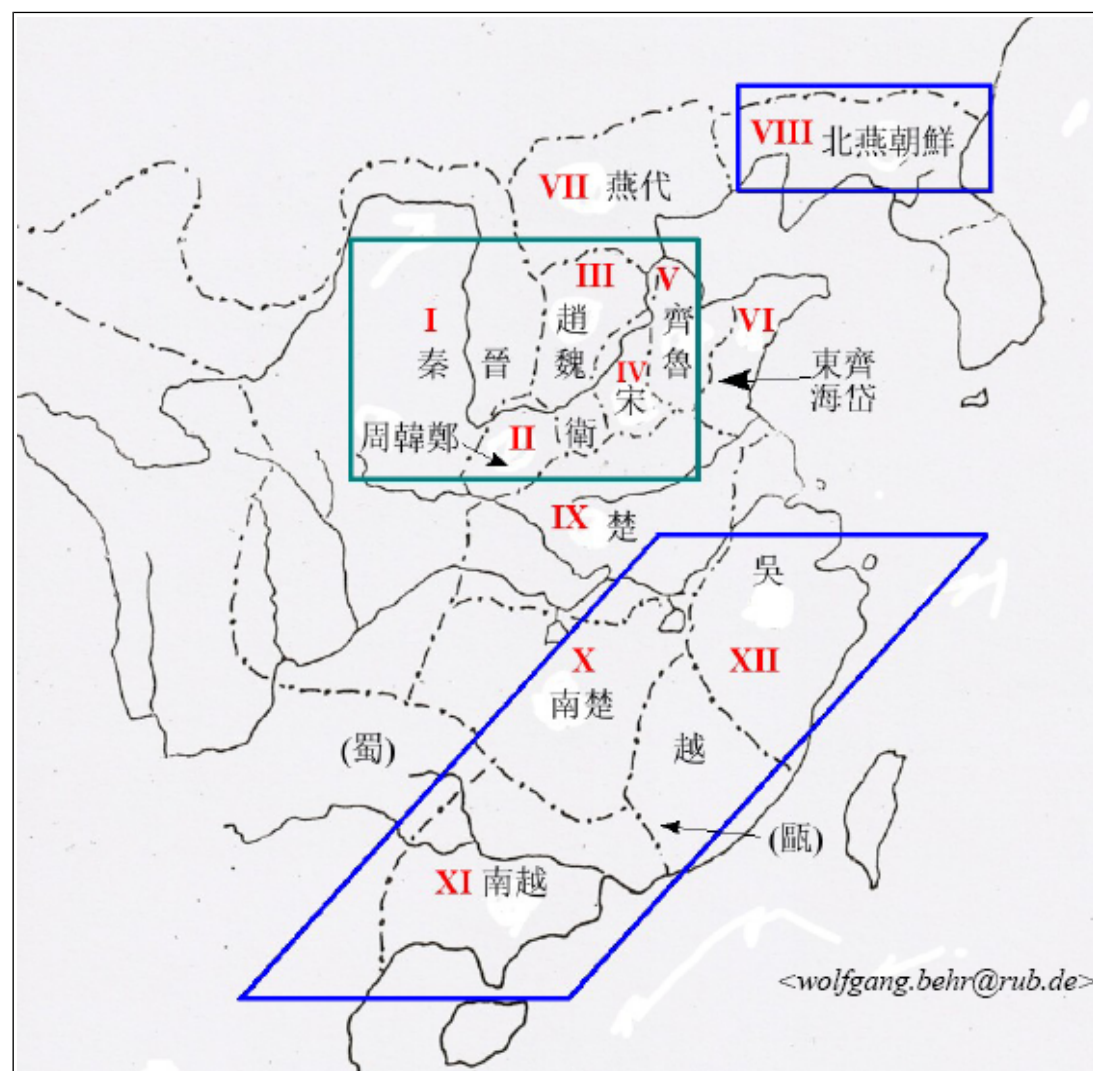 VIII 北燕朝鮮
VII 燕代
III
V
I
VI
趙
魏
齊
魯
秦
晉
IV
宋
東齊
海岱
周韓鄭
II
衛
IX 楚
吳
X
XII
南楚
(蜀)
越
(甌)
XI 南越
<wolfgang.behr@rub.de>